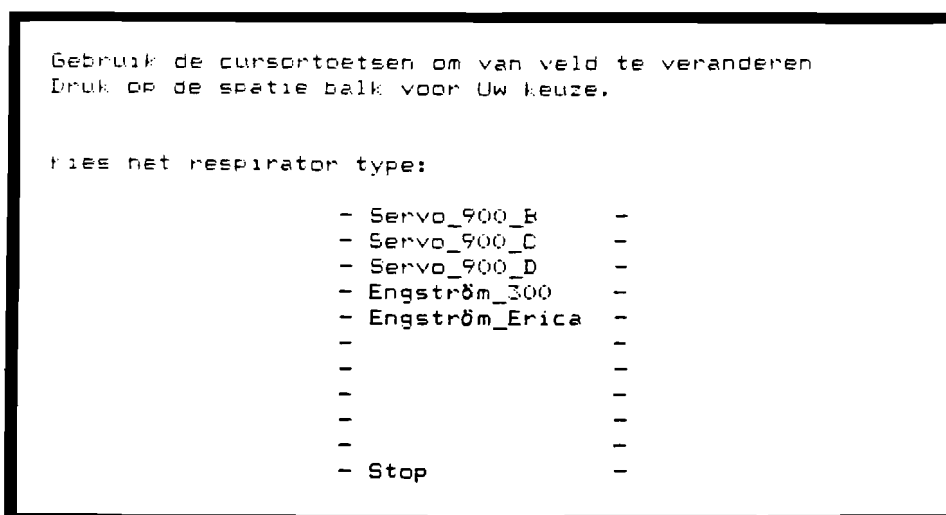 Gebruik de cursortoetsen om van veld te veranderen
Druk op de spatie balk voor Uw keuze.
Kies het respirator type:
- Servo_900_B -
- Servo_900_C -
- Servo_900_D -
- Engström_300 -
- Engström_Erica -
- -
- -
- -
- -
- -
- Stop -